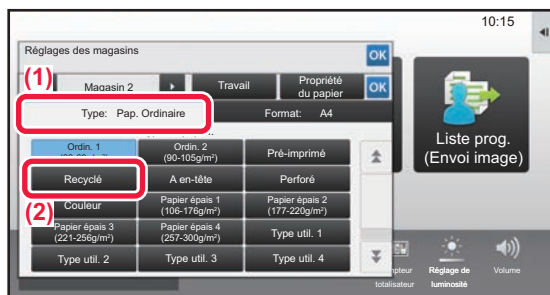 10:15
Réglages des magasins
OK
(1)
Magasin 2
Travail
Propriété
du papier
OK
Type: Pap. Ordinaire
Format: A4
Ordin. 1
Ordin. 2
(90-105g/m²)
Pré-imprimé
Recyclé
A en-tête
Perforé
(2)
Couleur
Papier épais 1
(106-176g/m²)
Papier épais 2
(177-220g/m²)
Papier épais 3
(221-256g/m²)
Papier épais 4
(257-300g/m²)
Type util. 1
Type util. 2
Type util. 3
Type util. 4
Liste prog.
(Envoi image)
totalisateur
Réglage de
luminosité
Volume